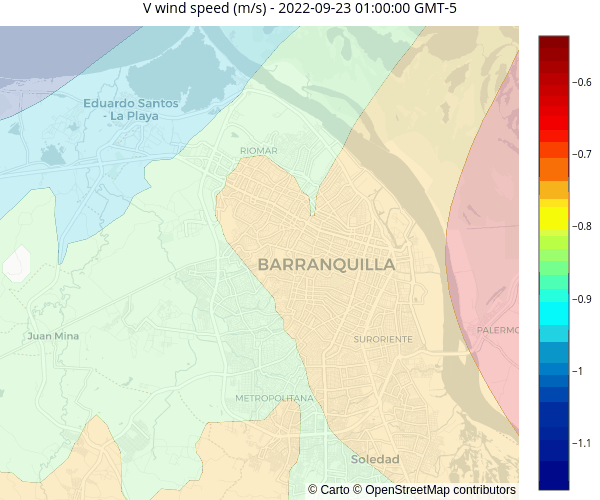 V wind speed (m/s) - 2022-09-23 01:00:00 GMT-5
Eduardo Santos
- La Playa
RIOMAR
BARRANQUILLA
Juan Mina
SURORIENTE
PALERMO
METROPOLITANA
Soledad
© Carto © OpenStreetMap contributors
−0.6
−0.7
−0.8
−0.9
−1
−1.1